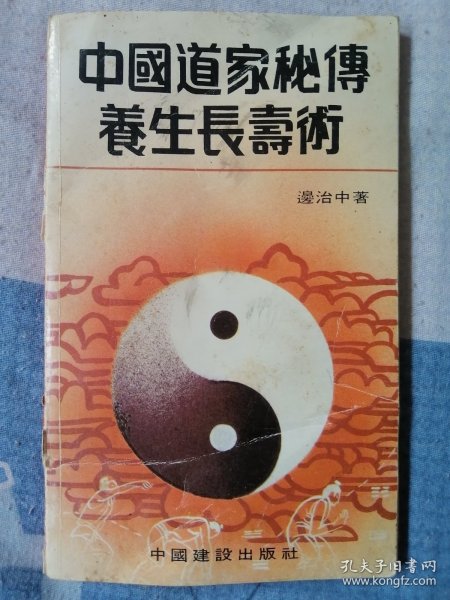 中國道家秘傳
養生長壽術
邊治中著
中國建設出版社
孔夫子旧书网
www.kongfz.com